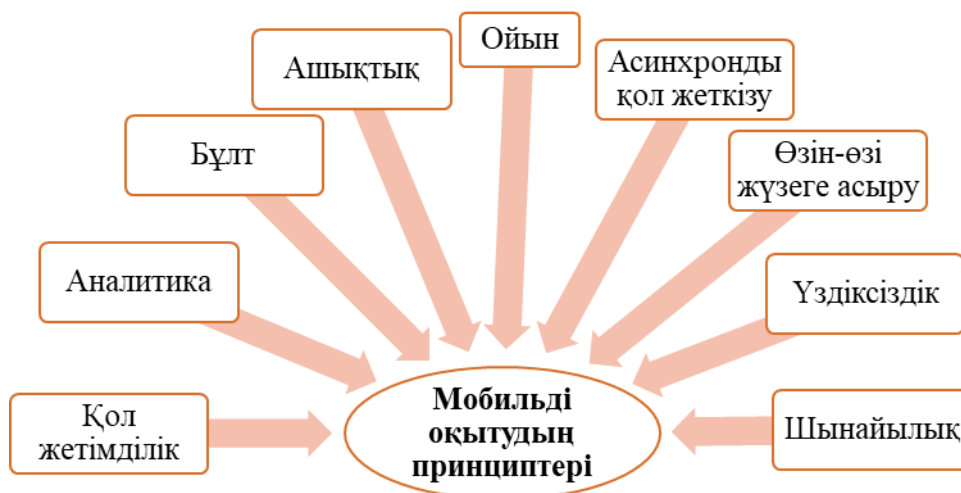 Ойын
Ашықтық
Асинхронды
қол жеткізу
Бұлт
Өзін-өзі
жүзеге асыру
Аналитика
Үздіксіздік
Қол
жетімділік
Мобильді
оқытудың
принциптері
Шынайылық